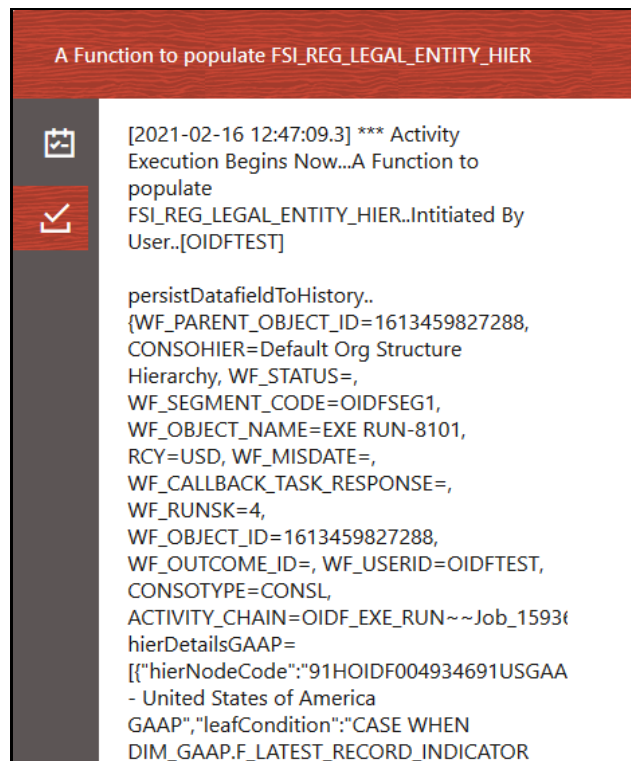 A Function to populate FSI_REG_LEGAL_ENTITY_HIER
[2021-02-16 12:47:09.3] *** Activity
Execution Begins Now...A Function to
populate
FSI_REG_LEGAL_ENTITY_HIER..Intitiated By
User..[OIDFTEST]
persistDatafieldToHistory..
{WF_PARENT_OBJECT_ID=1613459827288,
CONSOHIER=Default Org Structure
Hierarchy, WF_STATUS=,
WF_SEGMENT_CODE=OIDFSEG1,
WF_OBJECT_NAME=EXE RUN-8101,
RCY=USD, WF_MISDATE=,
WF_CALLBACK_TASK_RESPONSE=,
WF_RUNSK=4,
WF_OBJECT_ID=1613459827288,
WF_OUTCOME_ID=, WF_USERID=OIDFTEST,
CONSOTYPE=CONSL,
ACTIVITY_CHAIN=OIDF_EXE_RUN~~Job_1593
hierDetailsGAAP=
[{"hierNodeCode":"91HOIDF004934691USGAA
- United States of America
GAAP","leafCondition":"CASE WHEN
DIM_GAAP.F_LATEST_RECORD_INDICATOR